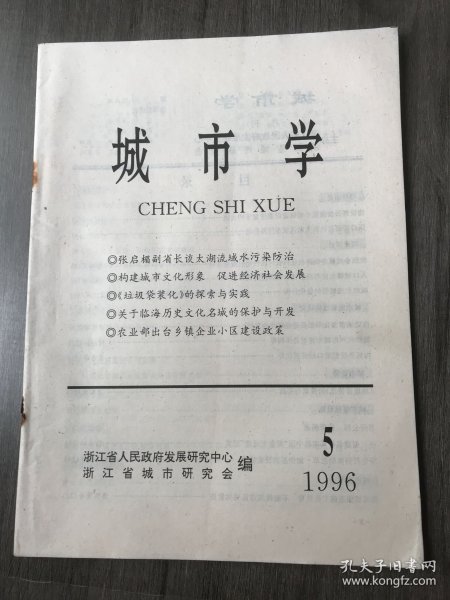 城市学
CHENG SHI XUE
◎张启楣副省长谈太湖流域水污染防治
◎构建城市文化形象 促进经济社会发展
◎《垃圾袋装化》的探索与实践
◎关于临海历史文化名城的保护与开发
◎农业部出台乡镇企业小区建设政策
浙江省人民政府发展研究中心
浙江省城市研究会
编
5
1996
孔夫子旧书网
www.kongfz.com